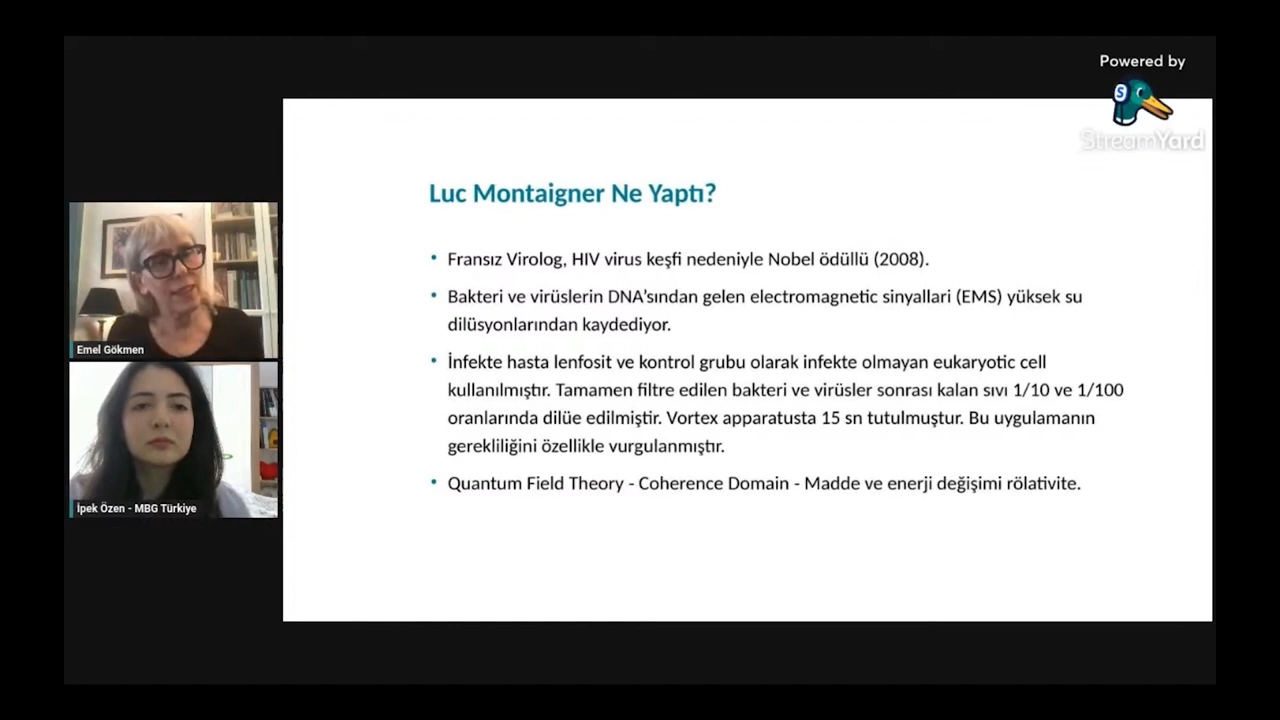 Powered by
StreamYard
Luc Montaigner Ne Yaptı?
• Fransız Virolog, HIV virus keşfi nedeniyle Nobel ödüllü (2008).
• Bakteri ve virüslerin DNA’sından gelen electromagnetic sinyallari (EMS) yüksek su
dilüsyonlarından kaydediyor.
• İnfekte hasta lenfosit ve kontrol grubu olarak infekte olmayan eukaryotic cell
kullanılmıştır. Tamamen filtre edilen bakteri ve virüsler sonrası kalan sıvı 1/10 ve 1/100
oranlarında dilüe edilmiştir. Vortex apparatusta 15 sn tutulmuştur. Bu uygulamanın
gerekliliğini özellikle vurgulanmıştır.
• Quantum Field Theory - Coherence Domain - Madde ve enerji değişimi rölativite.
Emel Gökmen
İpek Özen - MBG Türkiye